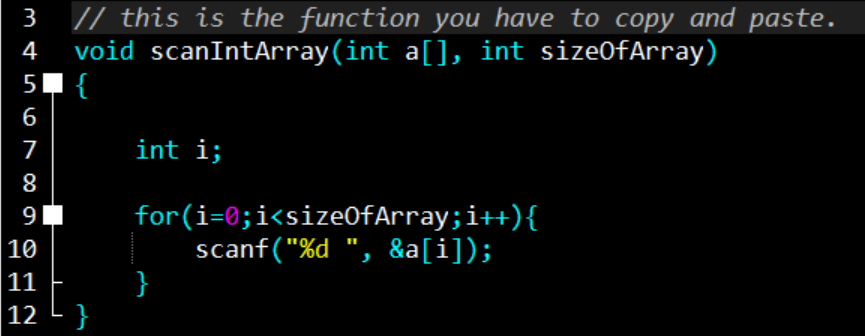 3 // this is the function you have to copy and paste.
4 void scanIntArray(int a[], int sizeOfArray)
5 {
6
7 int i;
8
9 for(i=0;i<sizeOfArray;i++){
10 scanf("%d ", &a[i]);
11 }
12 }